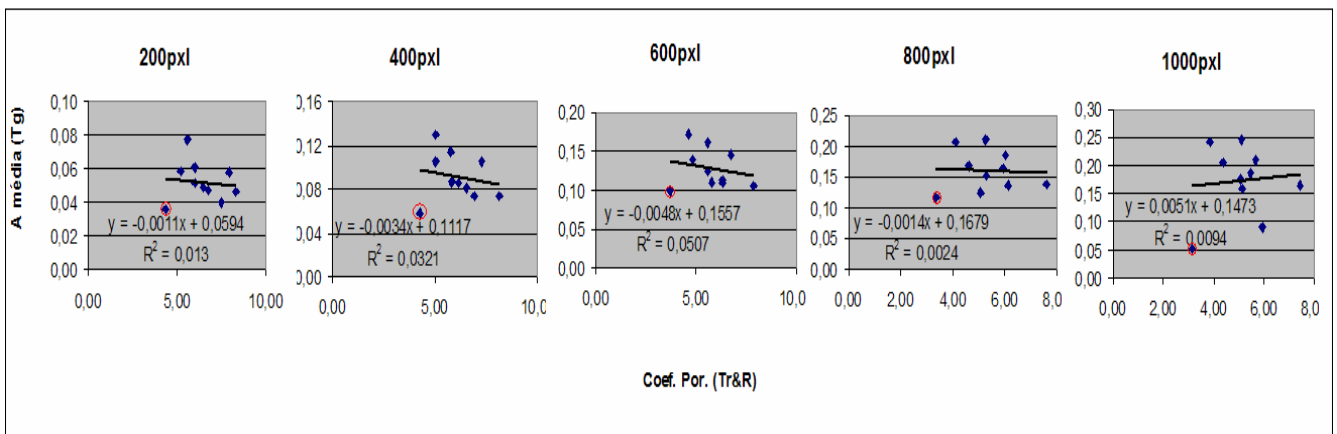 A média (Tg)
200pxl
0,10
0,08
0,06
0,04
0,02
0,00
0,00 5,00 10,00
y = -0,0011x + 0,0594
R² = 0,013
400pxl
0,16
0,12
0,08
0,04
0,00
0,00 5,00 10,0
y = -0,0034x + 0,1117
R² = 0,0321
600pxl
0,20
0,15
0,10
0,05
0,00
0,00 5,00 10,0
y = -0,0048x + 0,1557
R² = 0,0507
800pxl
0,25
0,20
0,15
0,10
0,05
0,00
0,00 2,00 4,00 6,00 8,0
y = -0,0014x + 0,1679
R² = 0,0024
1000pxl
0,30
0,25
0,20
0,15
0,10
0,05
0,00
0,00 2,00 4,00 6,00 8,0
y = 0,0051x + 0,1473
R² = 0,0094
Coef. Por. (Tr&R)